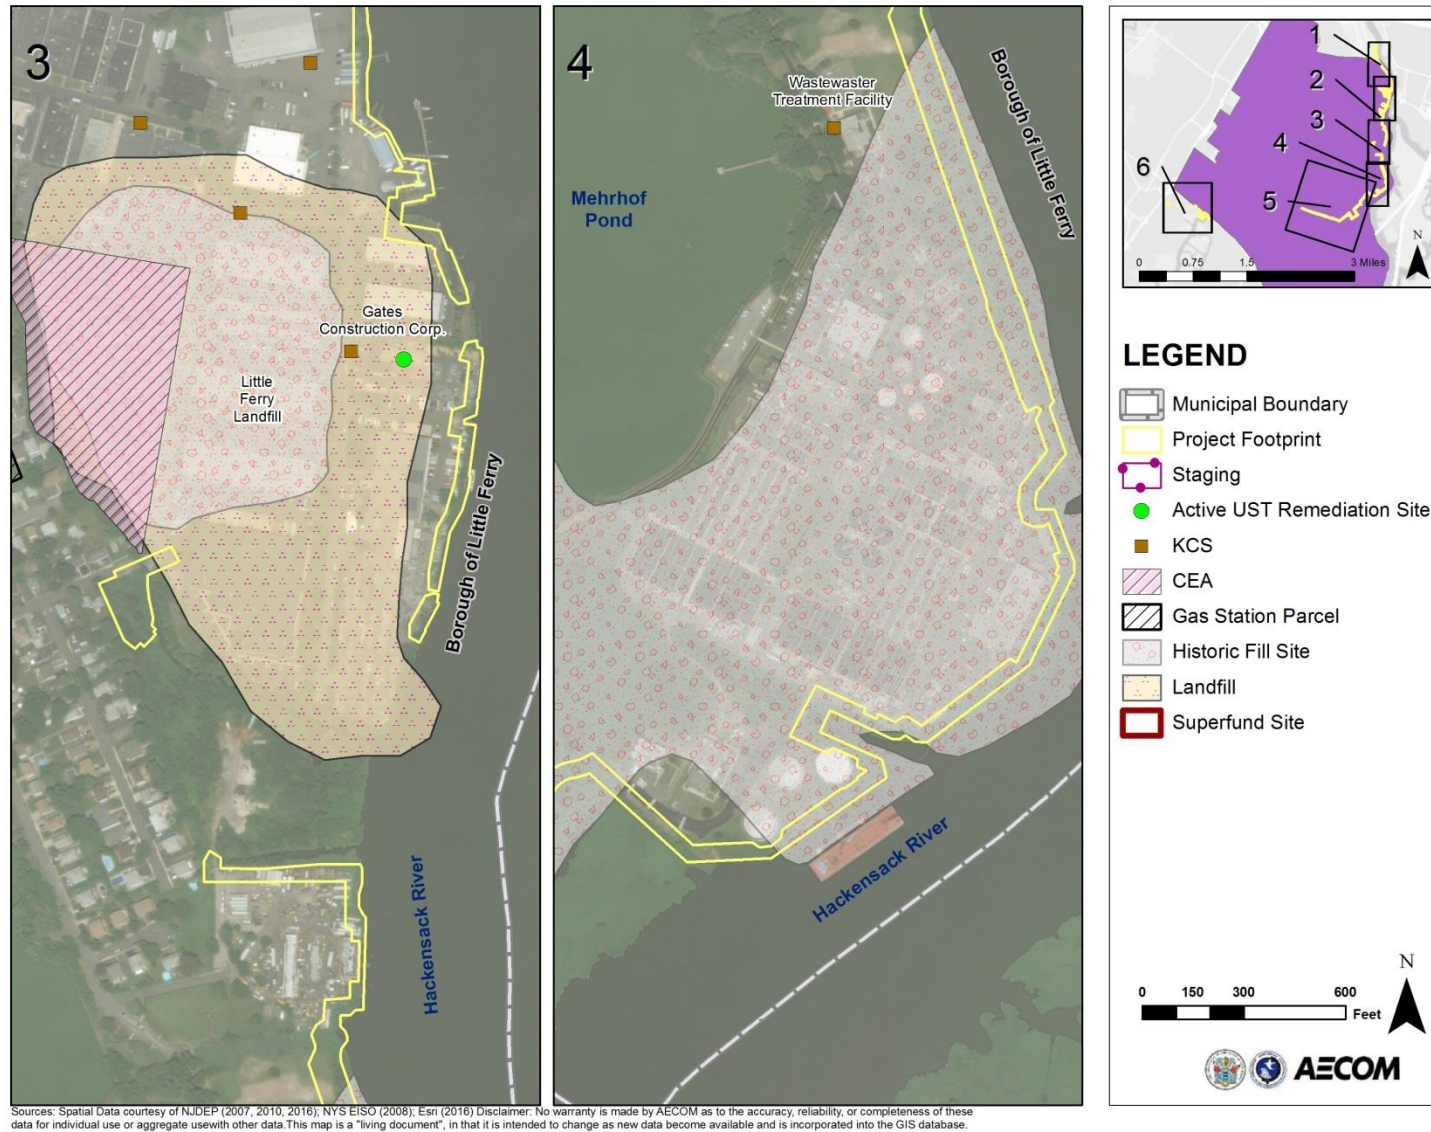 3
Gates
Construction Corp.
Little
Ferry
Landfill
Borough of Little Ferry
Hackensack River
4
Wastewater
Treatment Facility
Mehrhof
Pond
Borough of Little Ferry
Hackensack River
1
2
3
4
5
6
N
0 0.75 1.5 3 Miles
LEGEND
Municipal Boundary
Project Footprint
Staging
Active UST Remediation Site
KCS
CEA
Gas Station Parcel
Historic Fill Site
Landfill
Superfund Site
N
0 150 300 600
Feet
AECOM
Sources: Spatial Data courtesy of NJDEP (2007, 2010, 2016); NYS EISO (2008); Esri (2016) Disclaimer: No warranty is made by AECOM as to the accuracy, reliability, or completeness of these
data for individual use or aggregate usewith other data.This map is a "living document", in that it is intended to change as new data become available and is incorporated into the GIS database.